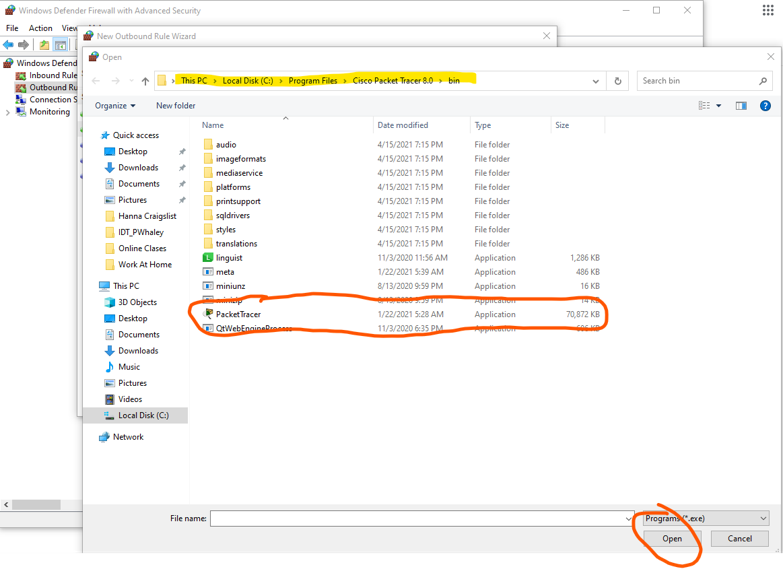 Windows Defender Firewall with Advanced Security
File Action View
New Outbound Rule Wizard
Open
Windows Defend
Inbound Rule
Outbound Ru
Connection S
Monitoring
This PC > Local Disk (C:) > Program Files > Cisco Packet Tracer 8.0 > bin
Search bin
Organize New folder
Name Date modified Type Size
Quick access
Desktop
Downloads
Documents
Pictures
Hanna Craigslist
IDT_PWhaley
Online Clases
Work At Home
This PC
3D Objects
Desktop
Documents
Downloads
Music
Pictures
Videos
Local Disk (C:)
Network
audio 4/15/2021 7:15 PM File folder
imageformats 4/15/2021 7:15 PM File folder
mediaservice 4/15/2021 7:15 PM File folder
platforms 4/15/2021 7:15 PM File folder
printsupport 4/15/2021 7:15 PM File folder
sqldrivers 4/15/2021 7:15 PM File folder
styles 4/15/2021 7:15 PM File folder
translations 4/15/2021 7:15 PM File folder
linguist 11/3/2020 11:56 AM Application 1,286 KB
meta 1/22/2021 5:39 AM Application 486 KB
miniunz 8/13/2020 9:59 PM Application 16 KB
minizip Application 14 KB
PacketTracer 1/22/2021 5:28 AM Application 70,872 KB
QtWebEngineProcess 11/3/2020 6:35 PM Application KB
File name: Programs (*.exe)
Open Cancel